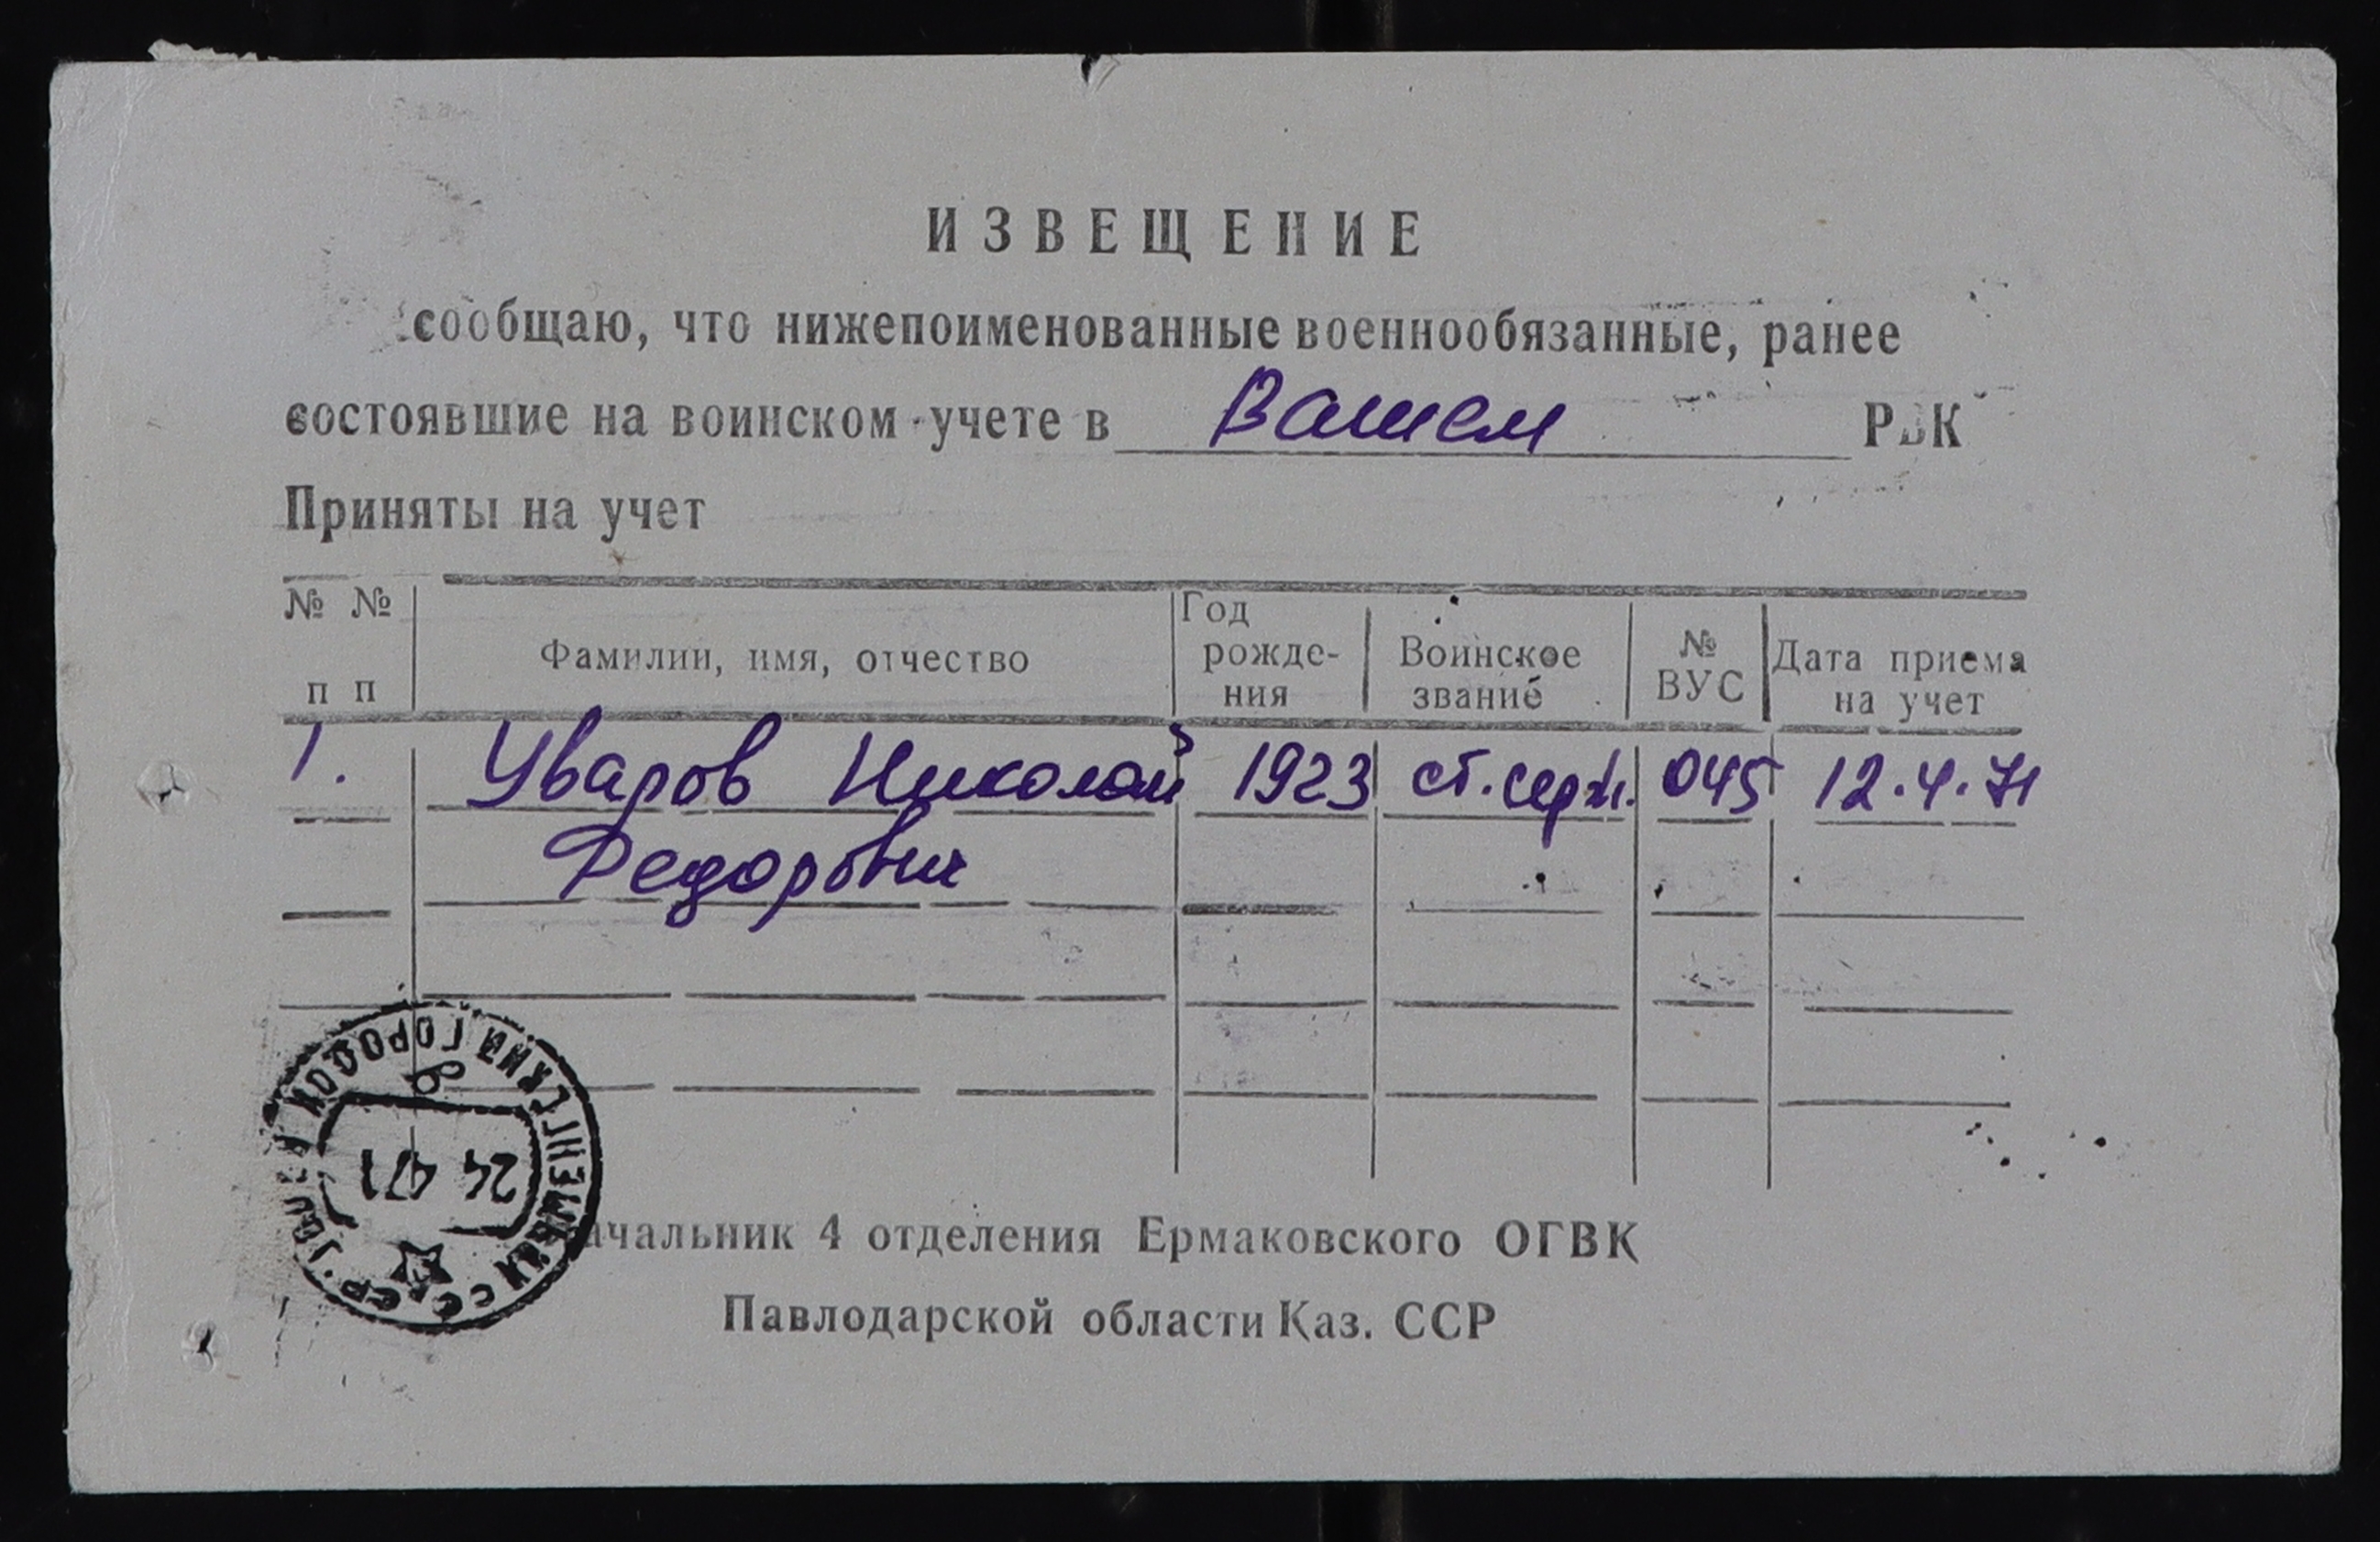 ИЗВЕЩЕНИЕ
сообщаю, что нижепоименованные военнообязанные, ранее
состоявшие на воинском учете в Вашем РВК
Приняты на учет
№ № п п | Фамилии, имя, отчество | Год рожде-ния | Воинское звание | № ВУС | Дата приема на учет
1. Уваров Николай 1923 ст. серж. 045 12.4.71
Федорович
24 4 71
ачальник 4 отделения Ермаковского ОГВК
Павлодарской области Каз. ССР